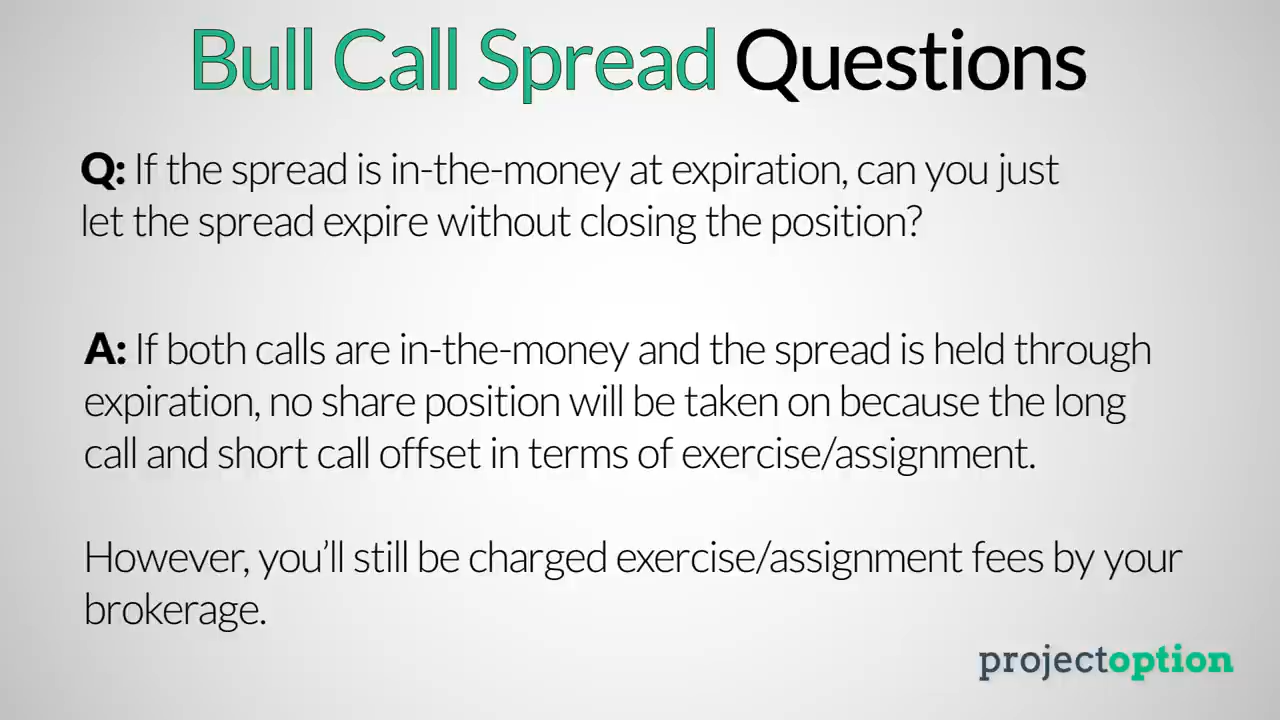 Bull Call Spread Questions
Q: If the spread is in-the-money at expiration, can you just
let the spread expire without closing the position?
A: If both calls are in-the-money and the spread is held through
expiration, no share position will be taken on because the long
call and short call offset in terms of exercise/assignment.
However, you’ll still be charged exercise/assignment fees by your
brokerage.
projectoption